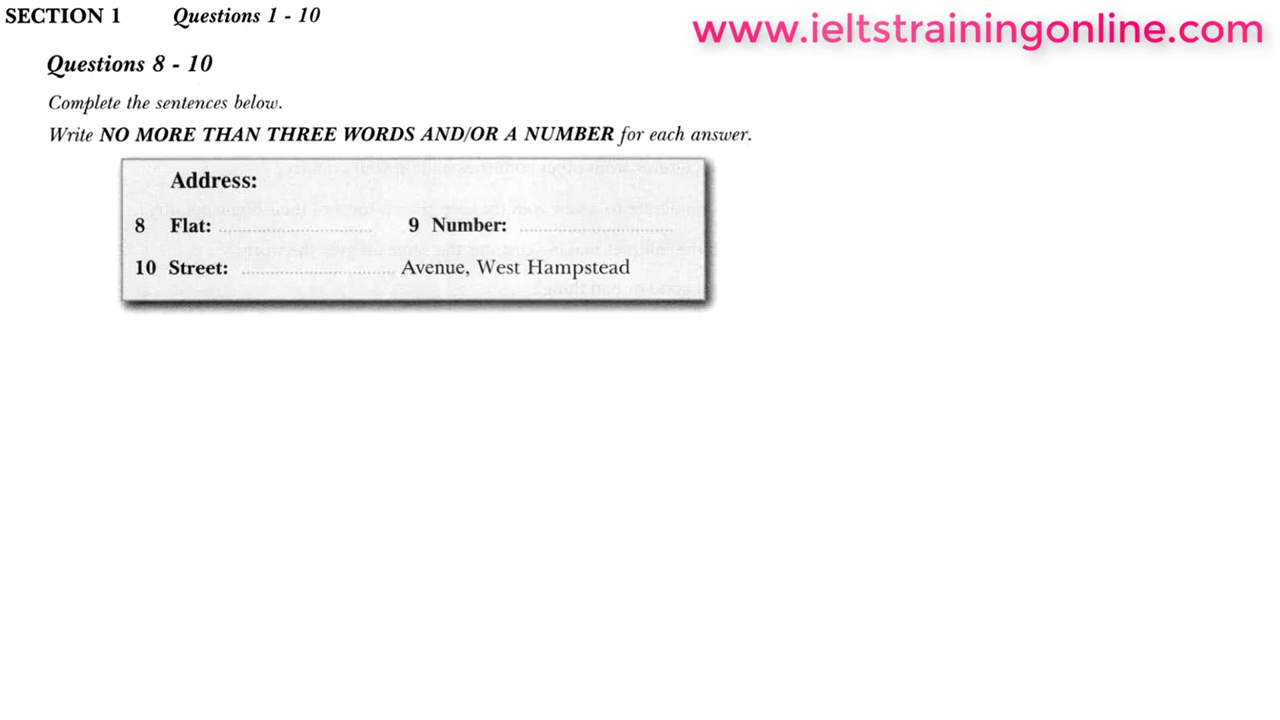 SECTION 1 Questions 1 - 10
www.ieltstrainingonline.com
Questions 8 - 10
Complete the sentences below.
Write NO MORE THAN THREE WORDS AND/OR A NUMBER for each answer.
Address:
8 Flat: ............................ 9 Number: ............................
10 Street: ............................ Avenue, West Hampstead